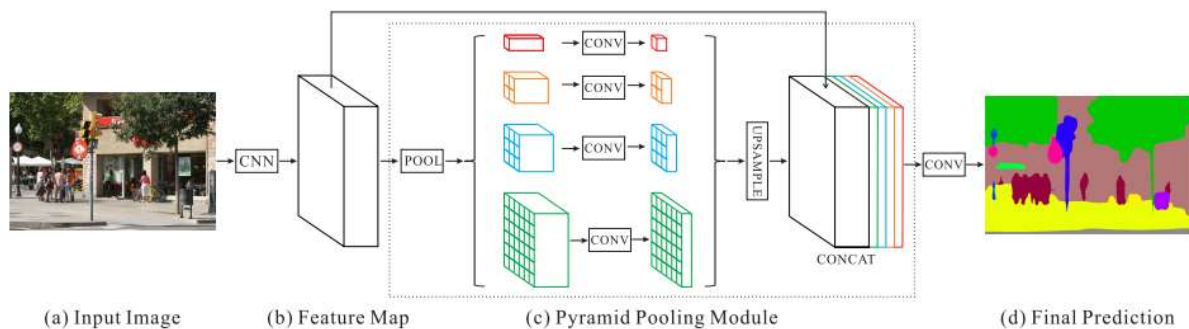 CONV
CONV
CONV
CONV
CNN
POOL
UPSAMPLE
CONV
CONCAT
(a) Input Image
(b) Feature Map
(c) Pyramid Pooling Module
(d) Final Prediction